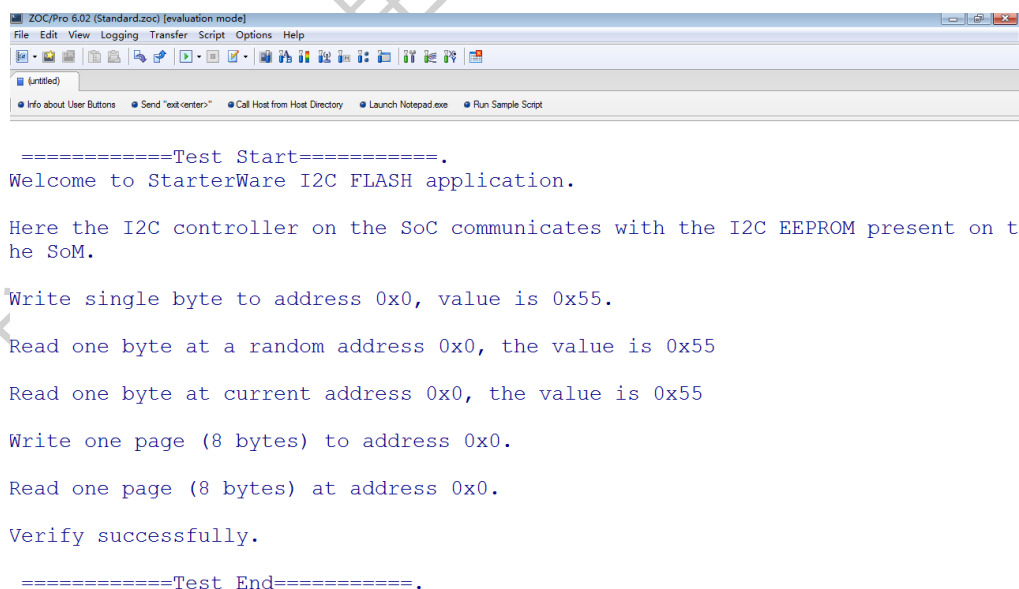 ZOC/Pro 6.02 (Standard.zoc) [evaluation mode]
File Edit View Logging Transfer Script Options Help
(untitled)
Info about User Buttons Send "exit<enter>" Call Host from Host Directory Launch Notepad.exe Run Sample Script
============Test Start===========.
Welcome to StarterWare I2C FLASH application.
Here the I2C controller on the SoC communicates with the I2C EEPROM present on t
he SoM.
Write single byte to address 0x0, value is 0x55.
Read one byte at a random address 0x0, the value is 0x55
Read one byte at current address 0x0, the value is 0x55
Write one page (8 bytes) to address 0x0.
Read one page (8 bytes) at address 0x0.
Verify successfully.
============Test End===========.